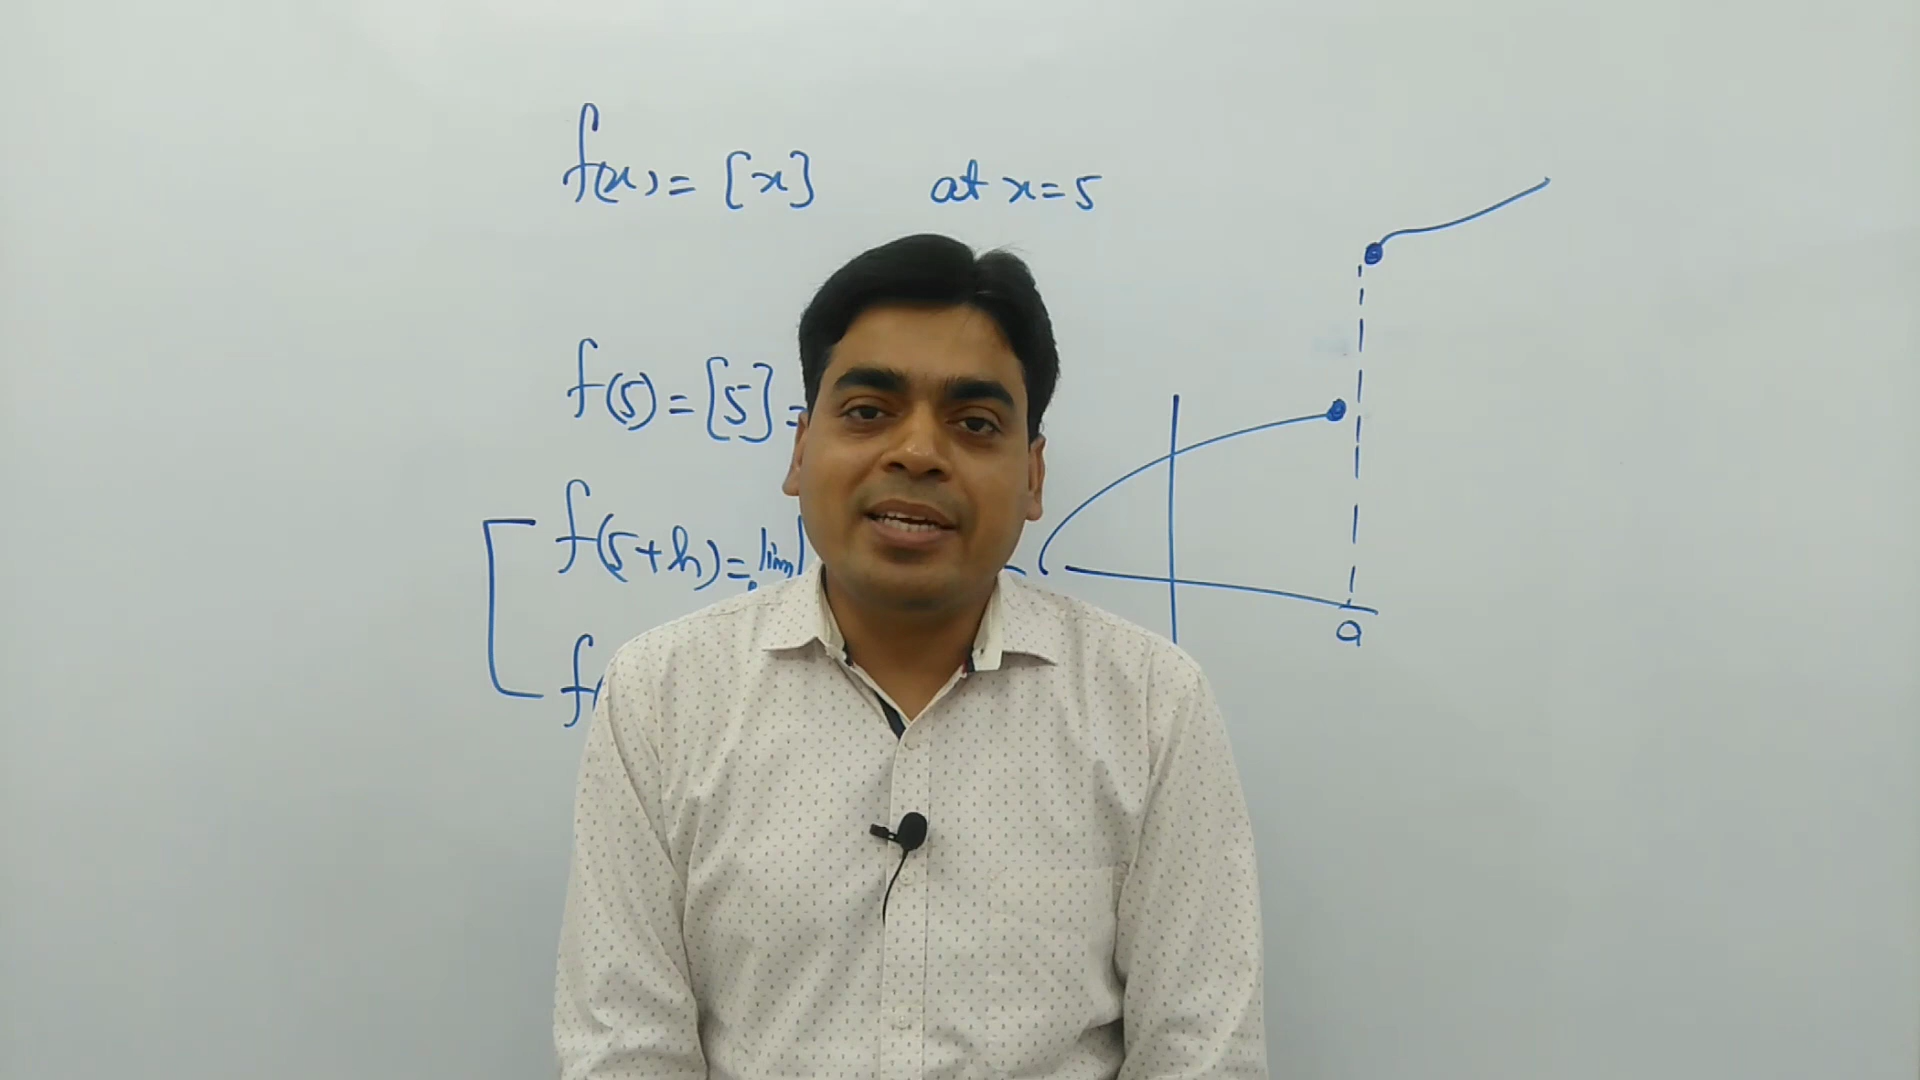 f(x) = [x] at x=5
f(5) = [5] =
f(5+h) = lim
f(
a